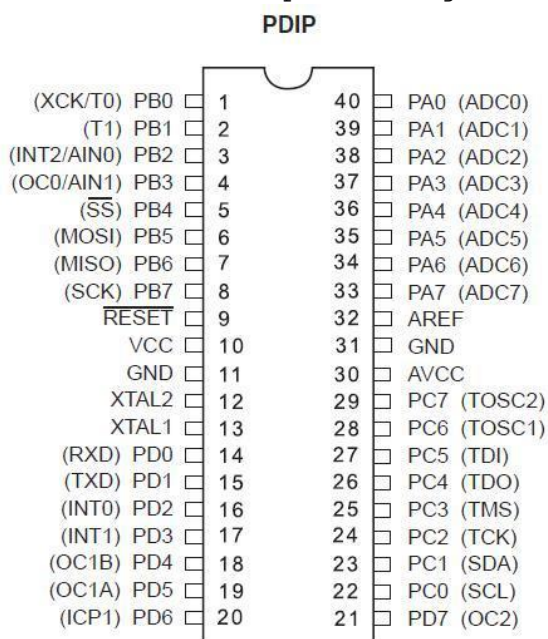 PDIP
(XCK/T0) PB0 1 40 PA0 (ADC0)
(T1) PB1 2 39 PA1 (ADC1)
(INT2/AIN0) PB2 3 38 PA2 (ADC2)
(OC0/AIN1) PB3 4 37 PA3 (ADC3)
(SS) PB4 5 36 PA4 (ADC4)
(MOSI) PB5 6 35 PA5 (ADC5)
(MISO) PB6 7 34 PA6 (ADC6)
(SCK) PB7 8 33 PA7 (ADC7)
RESET 9 32 AREF
VCC 10 31 GND
GND 11 30 AVCC
XTAL2 12 29 PC7 (TOSC2)
XTAL1 13 28 PC6 (TOSC1)
(RXD) PD0 14 27 PC5 (TDI)
(TXD) PD1 15 26 PC4 (TDO)
(INT0) PD2 16 25 PC3 (TMS)
(INT1) PD3 17 24 PC2 (TCK)
(OC1B) PD4 18 23 PC1 (SDA)
(OC1A) PD5 19 22 PC0 (SCL)
(ICP1) PD6 20 21 PD7 (OC2)